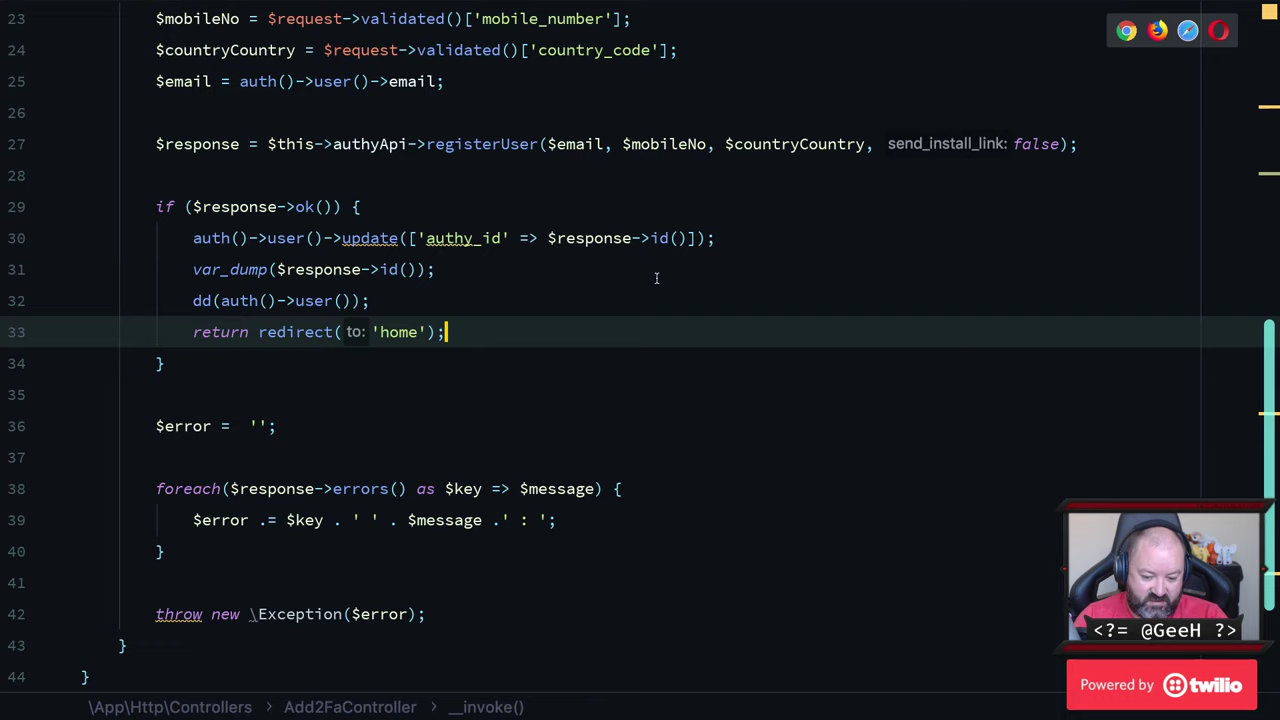 23 $mobileNo = $request->validated()['mobile_number'];
24 $countryCountry = $request->validated()['country_code'];
25 $email = auth()->user()->email;
26
27 $response = $this->authyApi->registerUser($email, $mobileNo, $countryCountry, send_install_link: false);
28
29 if ($response->ok()) {
30 auth()->user()->update(['authy_id' => $response->id()]);
31 var_dump($response->id());
32 dd(auth()->user());
33 return redirect( to: 'home');
34 }
35
36 $error =  '';
37
38 foreach($response->errors() as $key => $message) {
39 $error .= $key . ' ' . $message .' : ';
40 }
41
42 throw new \Exception($error);
43 }
44 }
<?= @GeeH ?>
Powered by twilio
\App\Http\Controllers > Add2FaController > __invoke()